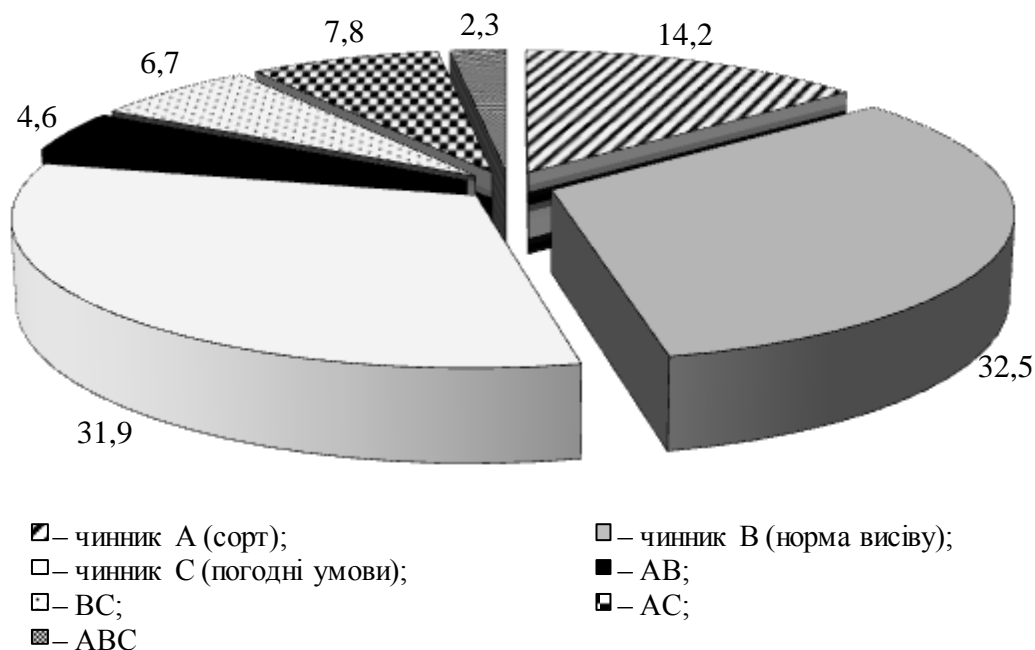 2,3
7,8
14,2
6,7
4,6
32,5
31,9
– чинник А (сорт); – чинник В (норма висіву);
– чинник С (погодні умови); – АВ;
– ВС; – АС;
– АВС